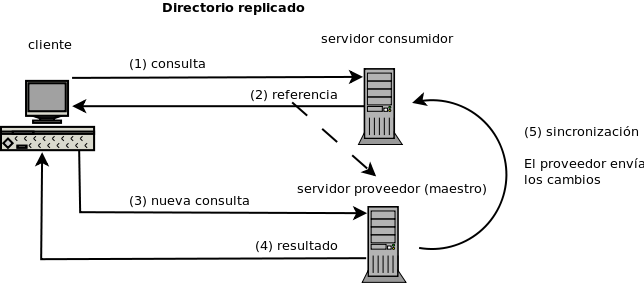 Directorio replicado
servidor consumidor
cliente
(1) consulta
(2) referencia
(5) sincronización
El proveedor envía
los cambios
servidor proveedor (maestro)
(3) nueva consulta
(4) resultado